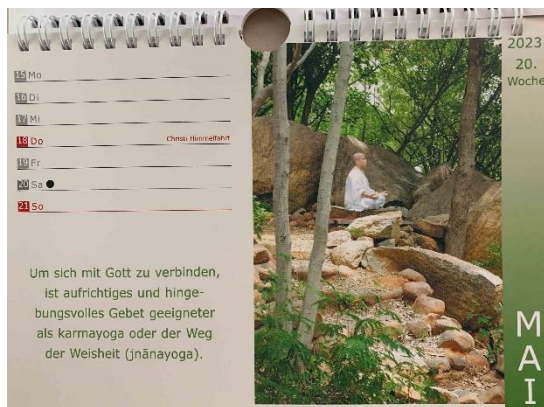 15 Mo
16 Di
17 Mi
18 Do Christi Himmelfahrt
19 Fr
20 Sa
21 So
Um sich mit Gott zu verbinden,
ist aufrichtiges und hinge-
bungsvolles Gebet geeigneter
als karmayoga oder der Weg
der Weisheit (jnānayoga).
2023
20.
Woche
MAI